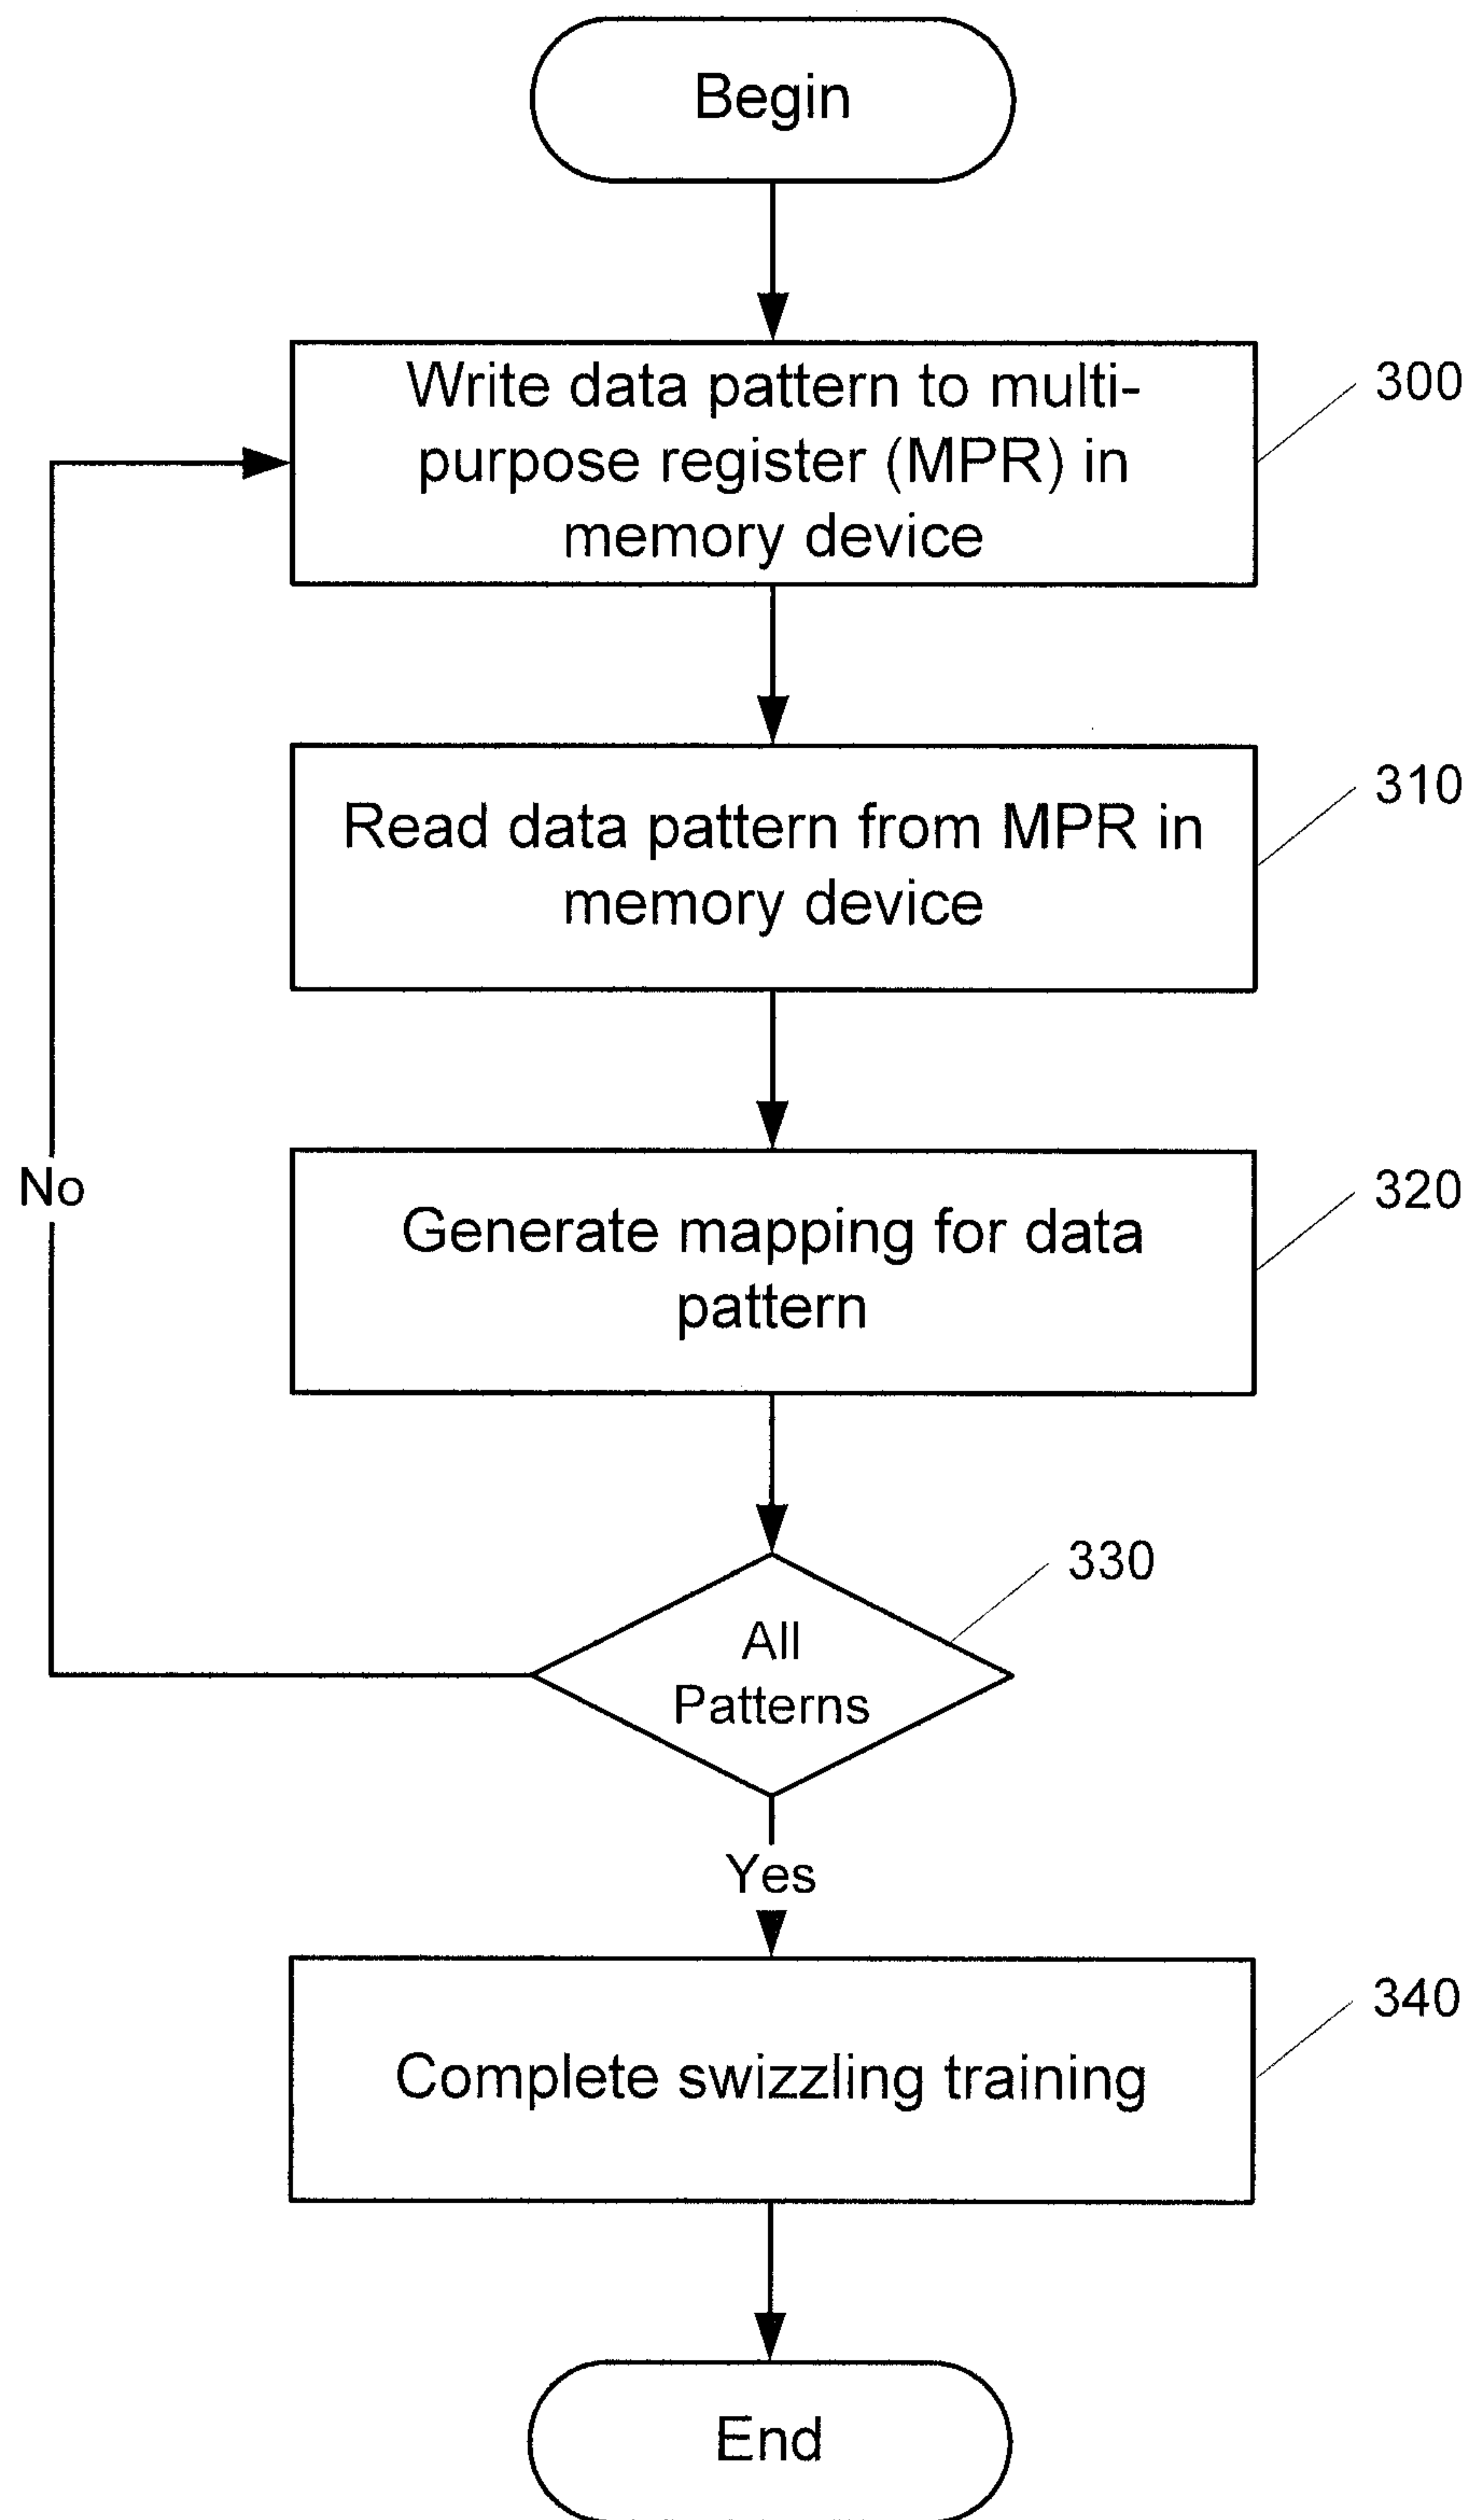 Begin
Write data pattern to multi-
purpose register (MPR) in
memory device
300
Read data pattern from MPR in
memory device
310
Generate mapping for data
pattern
320
No
All
Patterns
330
Yes
Complete swizzling training
340
End